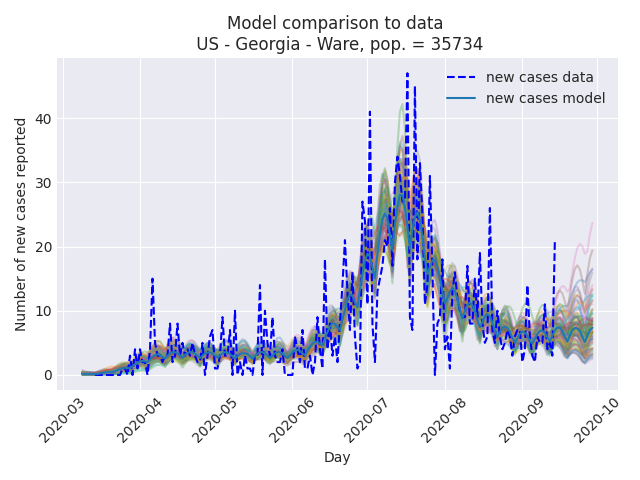 Model comparison to data
US - Georgia - Ware, pop. = 35734
new cases data
new cases model
Number of new cases reported
40
30
20
10
0
2020-03
2020-04
2020-05
2020-06
2020-07
2020-08
2020-09
2020-10
Day